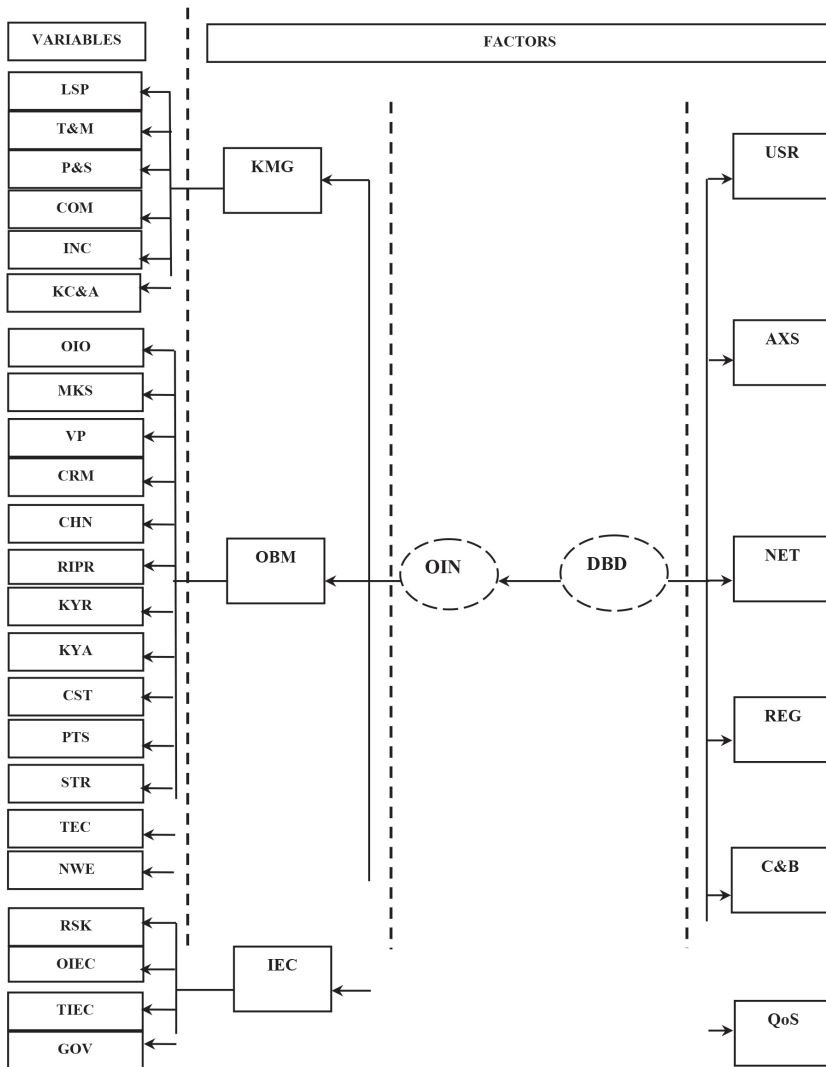 VARIABLES
FACTORS
LSP
T&M
P&S
COM
INC
KC&A
OIO
MKS
VP
CRM
CHN
RIPR
KYR
KYA
CST
PTS
STR
TEC
NWE
RSK
OIEC
TIEC
GOV
KMG
OBM
IEC
OIN
DBD
USR
AXS
NET
REG
C&B
QoS